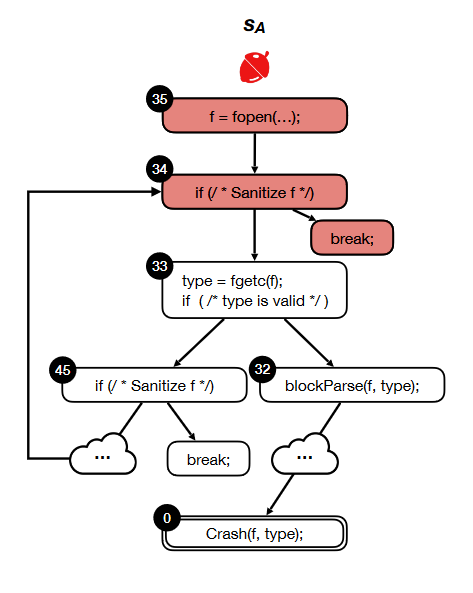 SA
35
f = fopen(...);
34
if (/ * Sanitize f */)
break;
33
type = fgetc(f);
if ( /* type is valid */ )
45
if (/ * Sanitize f */)
32
blockParse(f, type);
...
break;
...
0
Crash(f, type);